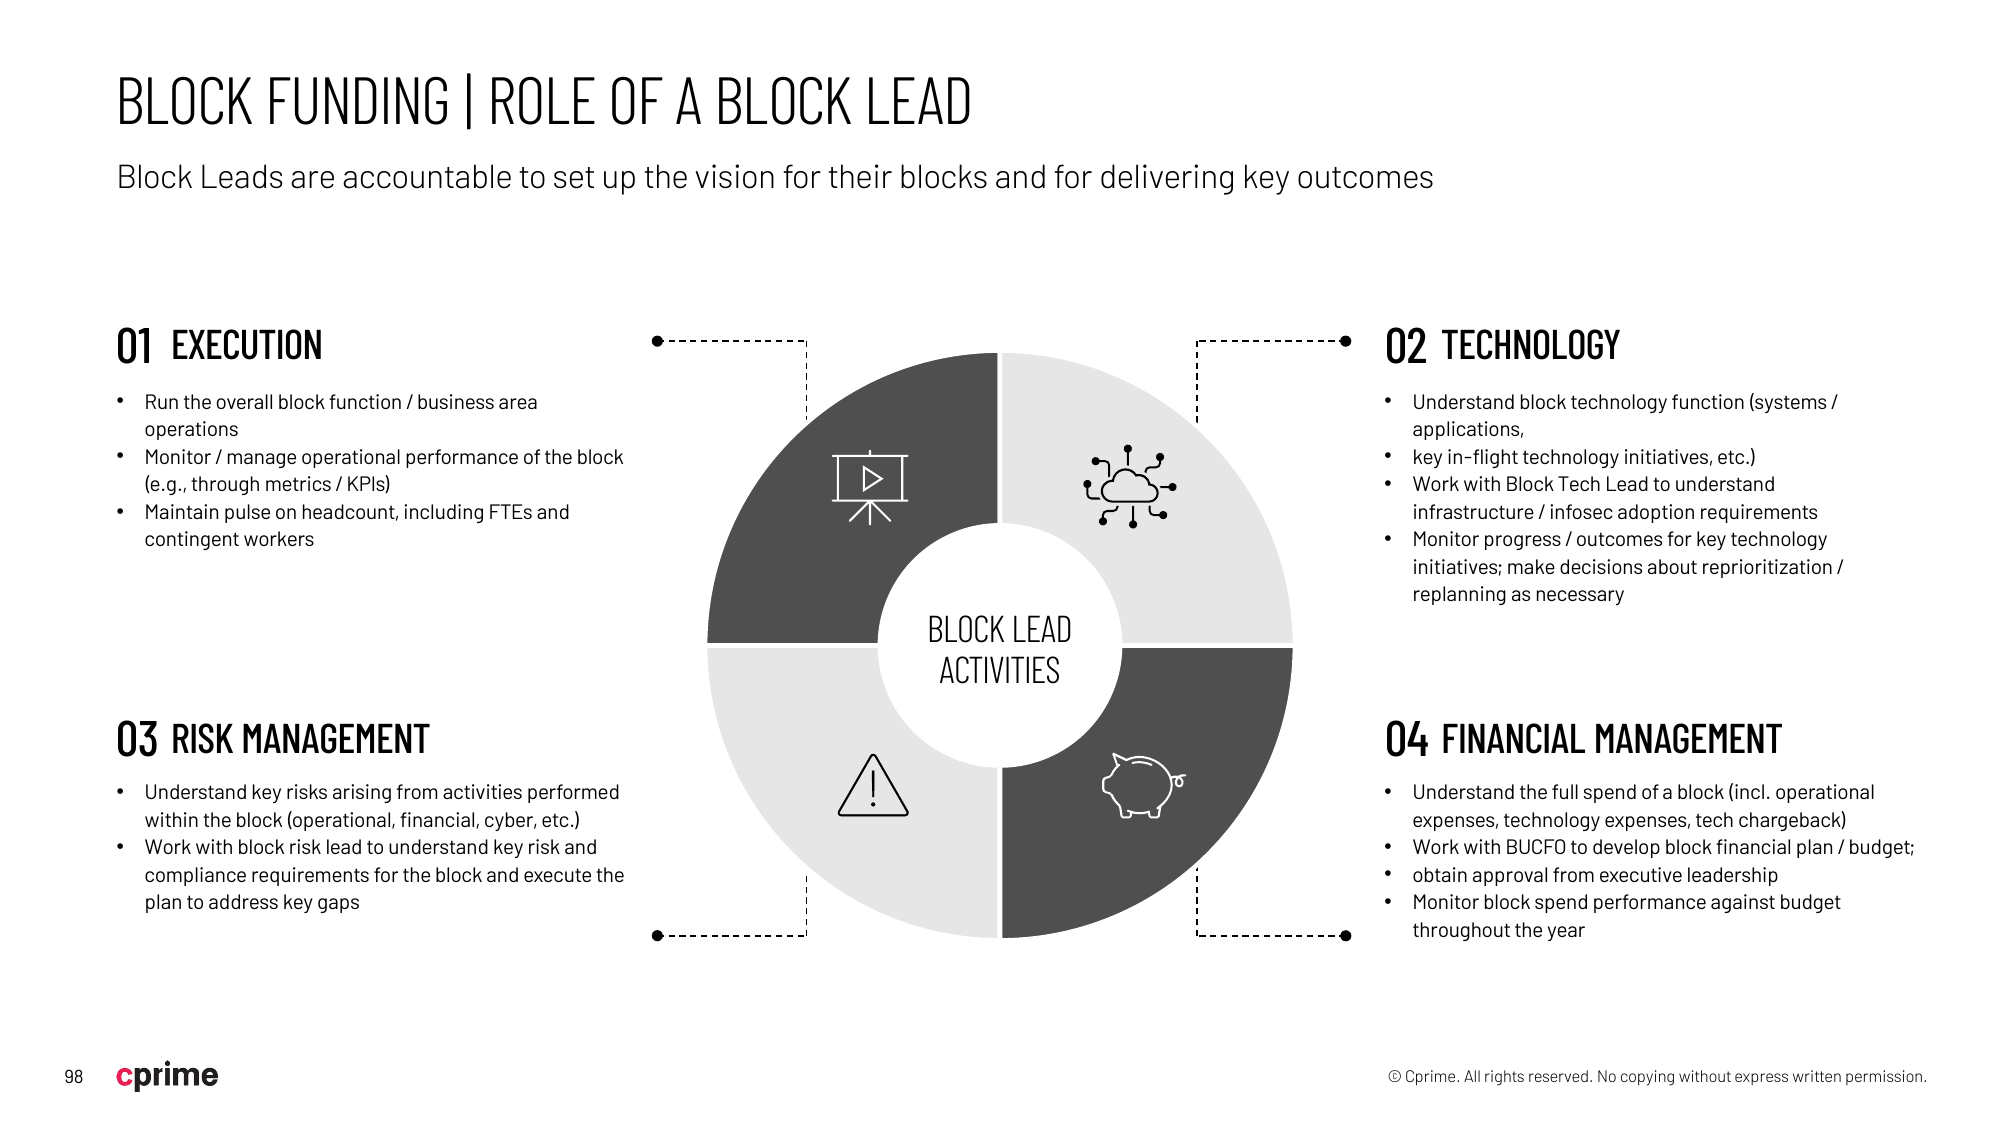 BLOCK FUNDING | ROLE OF A BLOCK LEAD
Block Leads are accountable to set up the vision for their blocks and for delivering key outcomes
01 EXECUTION
• Run the overall block function / business area
operations
• Monitor / manage operational performance of the block
(e.g., through metrics / KPIs)
• Maintain pulse on headcount, including FTEs and
contingent workers
02 TECHNOLOGY
• Understand block technology function (systems /
applications,
• key in-flight technology initiatives, etc.)
• Work with Block Tech Lead to understand
infrastructure / infosec adoption requirements
• Monitor progress / outcomes for key technology
initiatives; make decisions about reprioritization /
replanning as necessary
BLOCK LEAD
ACTIVITIES
03 RISK MANAGEMENT
• Understand key risks arising from activities performed
within the block (operational, financial, cyber, etc.)
• Work with block risk lead to understand key risk and
compliance requirements for the block and execute the
plan to address key gaps
04 FINANCIAL MANAGEMENT
• Understand the full spend of a block (incl. operational
expenses, technology expenses, tech chargeback)
• Work with BUCFO to develop block financial plan / budget;
• obtain approval from executive leadership
• Monitor block spend performance against budget
throughout the year
98 cprime
© Cprime. All rights reserved. No copying without express written permission.